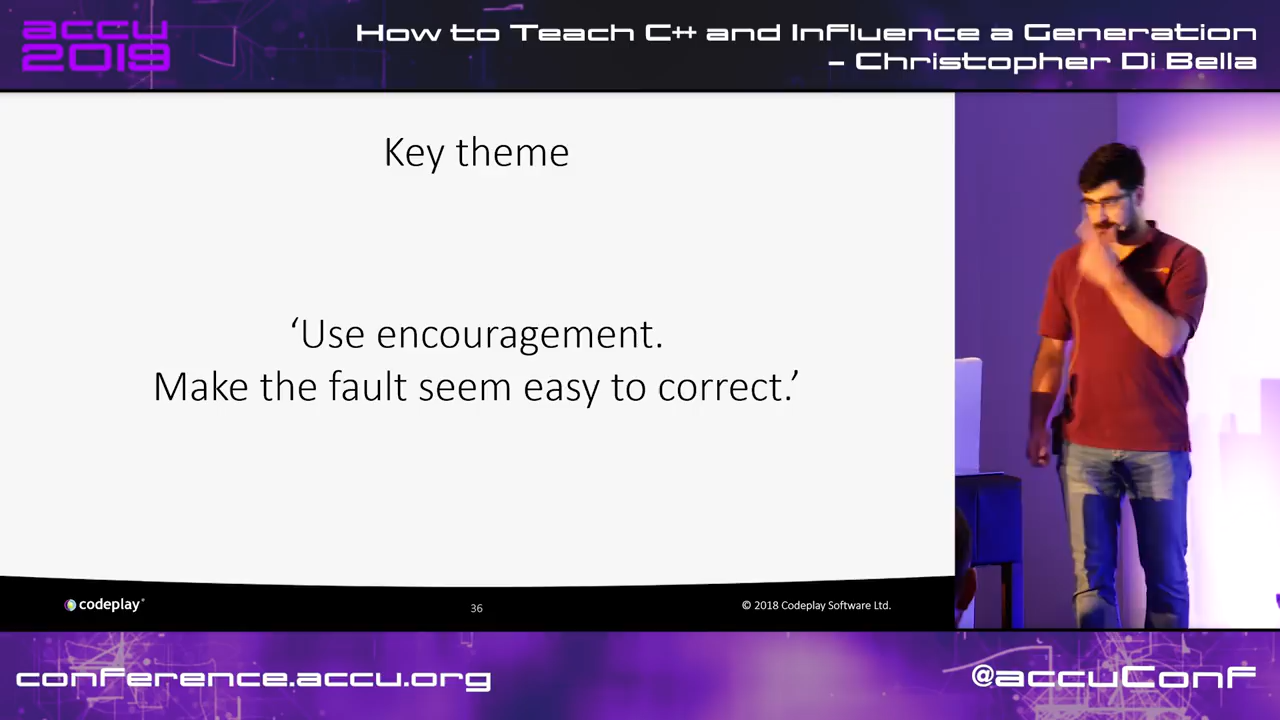 accu
2019
How to Teach C++ and Influence a Generation
– Christopher Di Bella
Key theme
‘Use encouragement.
Make the fault seem easy to correct.’
codeplay®
36
© 2018 Codeplay Software Ltd.
conference.accu.org
@accuConf